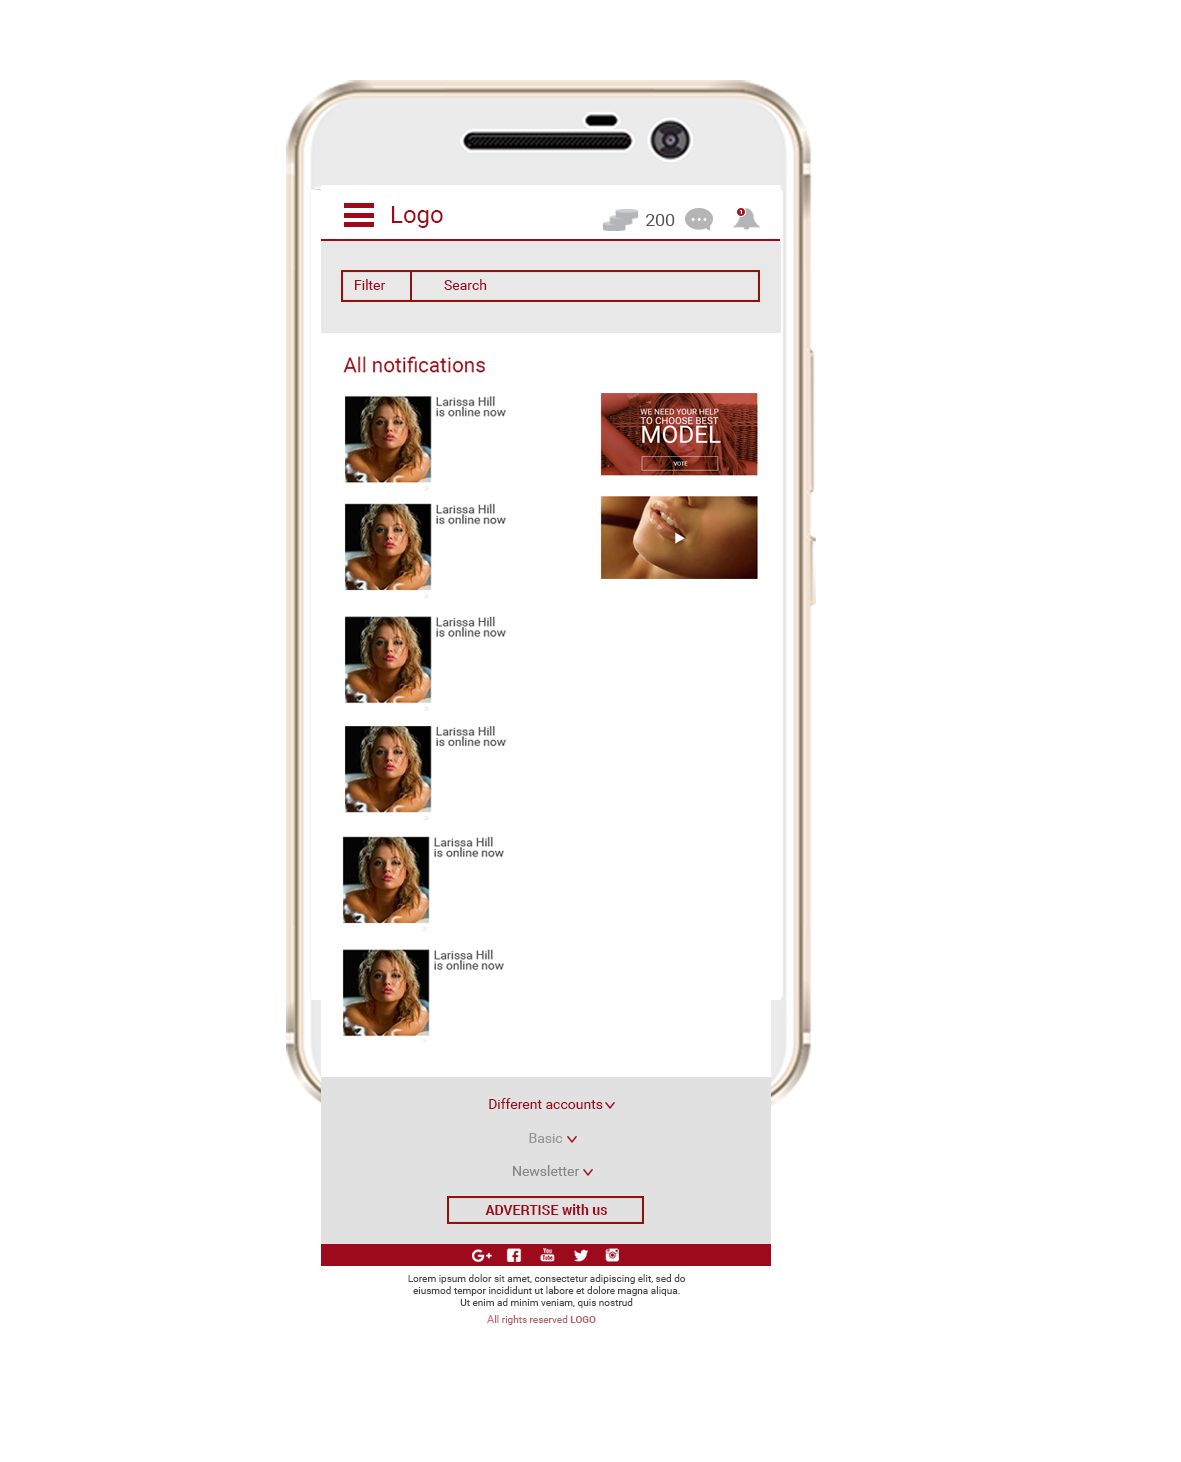 Logo
200
1
Filter
Search
All notifications
Larissa Hill
is online now
WE NEED YOUR HELP
TO CHOOSE BEST
MODEL
VOTE
Larissa Hill
is online now
Larissa Hill
is online now
Larissa Hill
is online now
Larissa Hill
is online now
Larissa Hill
is online now
Different accounts
Basic
Newsletter
ADVERTISE with us
G+ f You Tube
Lorem ipsum dolor sit amet, consectetur adipiscing elit, sed do
eiusmod tempor incididunt ut labore et dolore magna aliqua.
Ut enim ad minim veniam, quis nostrud
All rights reserved LOGO